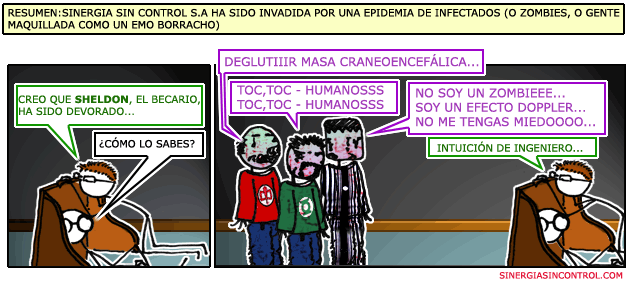 RESUMEN:SINERGIA SIN CONTROL S.A HA SIDO INVADIDA POR UNA EPIDEMIA DE INFECTADOS (O ZOMBIES, O GENTE
MAQUILLADA COMO UN EMO BORRACHO)
CREO QUE SHELDON, EL BECARIO,
HA SIDO DEVORADO...
¿CÓMO LO SABES?
DEGLUTIIIR MASA CRANEOENCEFÁLICA...
TOC,TOC - HUMANOSSS
TOC,TOC - HUMANOSSS
NO SOY UN ZOMBIEEE...
SOY UN EFECTO DOPPLER...
NO ME TENGAS MIEDOOOO...
INTUICIÓN DE INGENIERO...
SINERGIASINCONTROL.COM